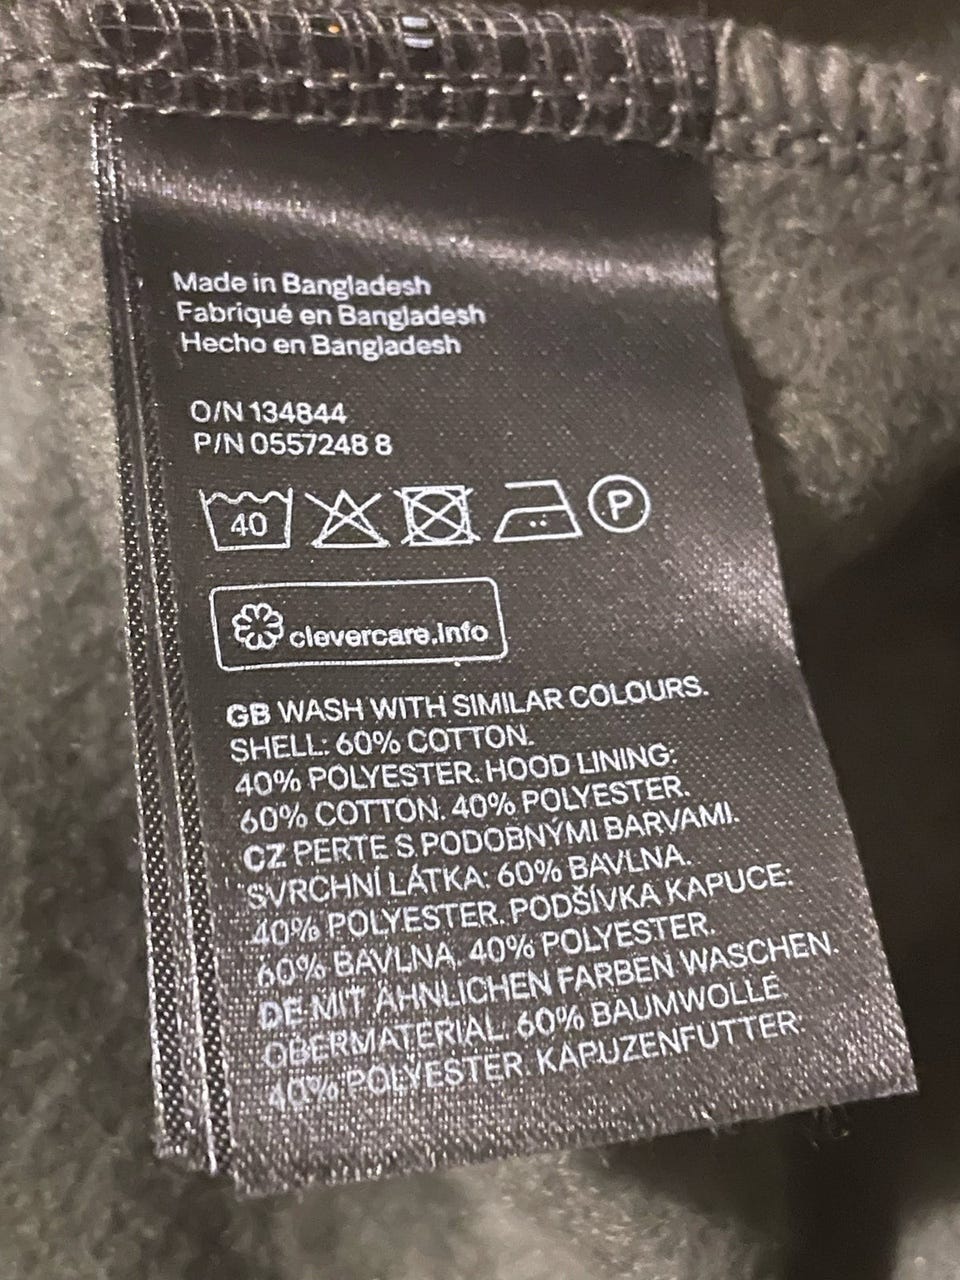 Made in Bangladesh
Fabriqué en Bangladesh
Hecho en Bangladesh
O/N 134844
P/N 0557248 8
40 P
clevercare.info
GB WASH WITH SIMILAR COLOURS.
SHELL: 60% COTTON.
40% POLYESTER. HOOD LINING:
60% COTTON. 40% POLYESTER.
CZ PERTE S PODOBNÝMI BARVAMI.
SVRCHNÍ LÁTKA: 60% BAVLNA.
40% POLYESTER. PODŠÍVKA KAPUCE:
60% BAVLNA. 40% POLYESTER.
DE MIT ÄHNLICHEN FARBEN WASCHEN.
OBERMATERIAL: 60% BAUMWOLLE
40% POLYESTER KAPUZENFUTTER: